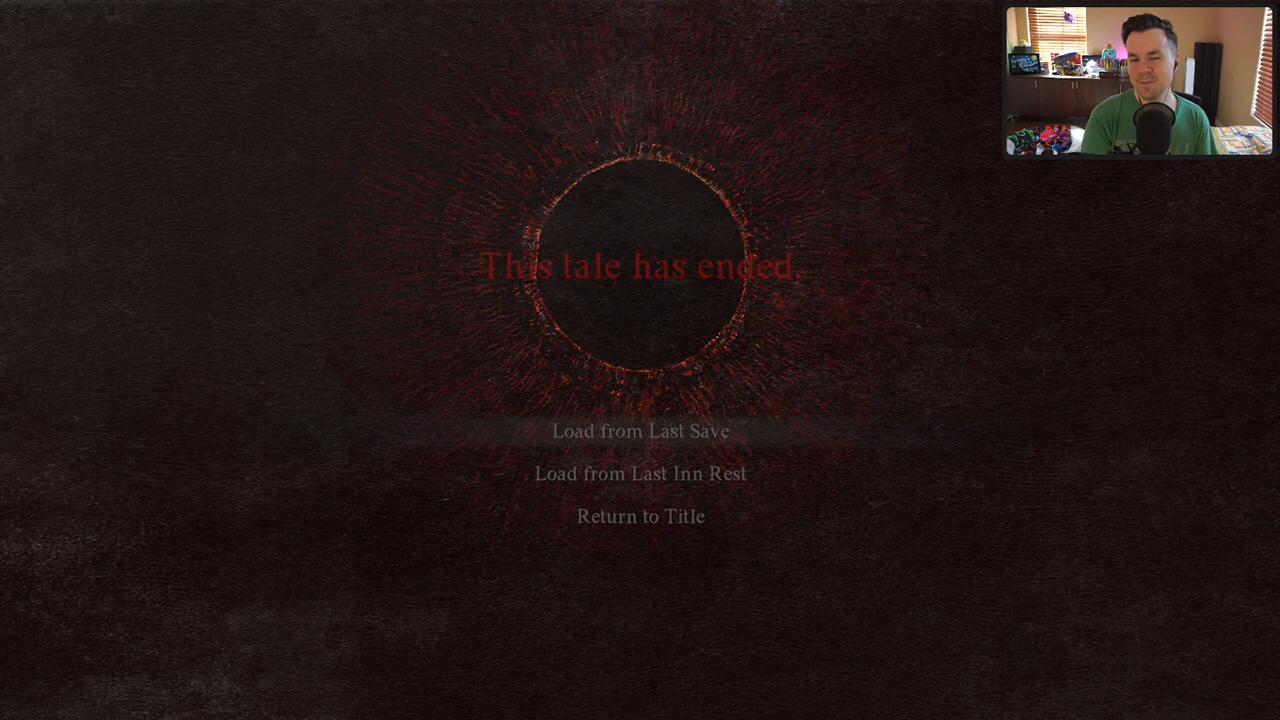 This tale has ended.
Load from Last Save
Load from Last Inn Rest
Return to Title